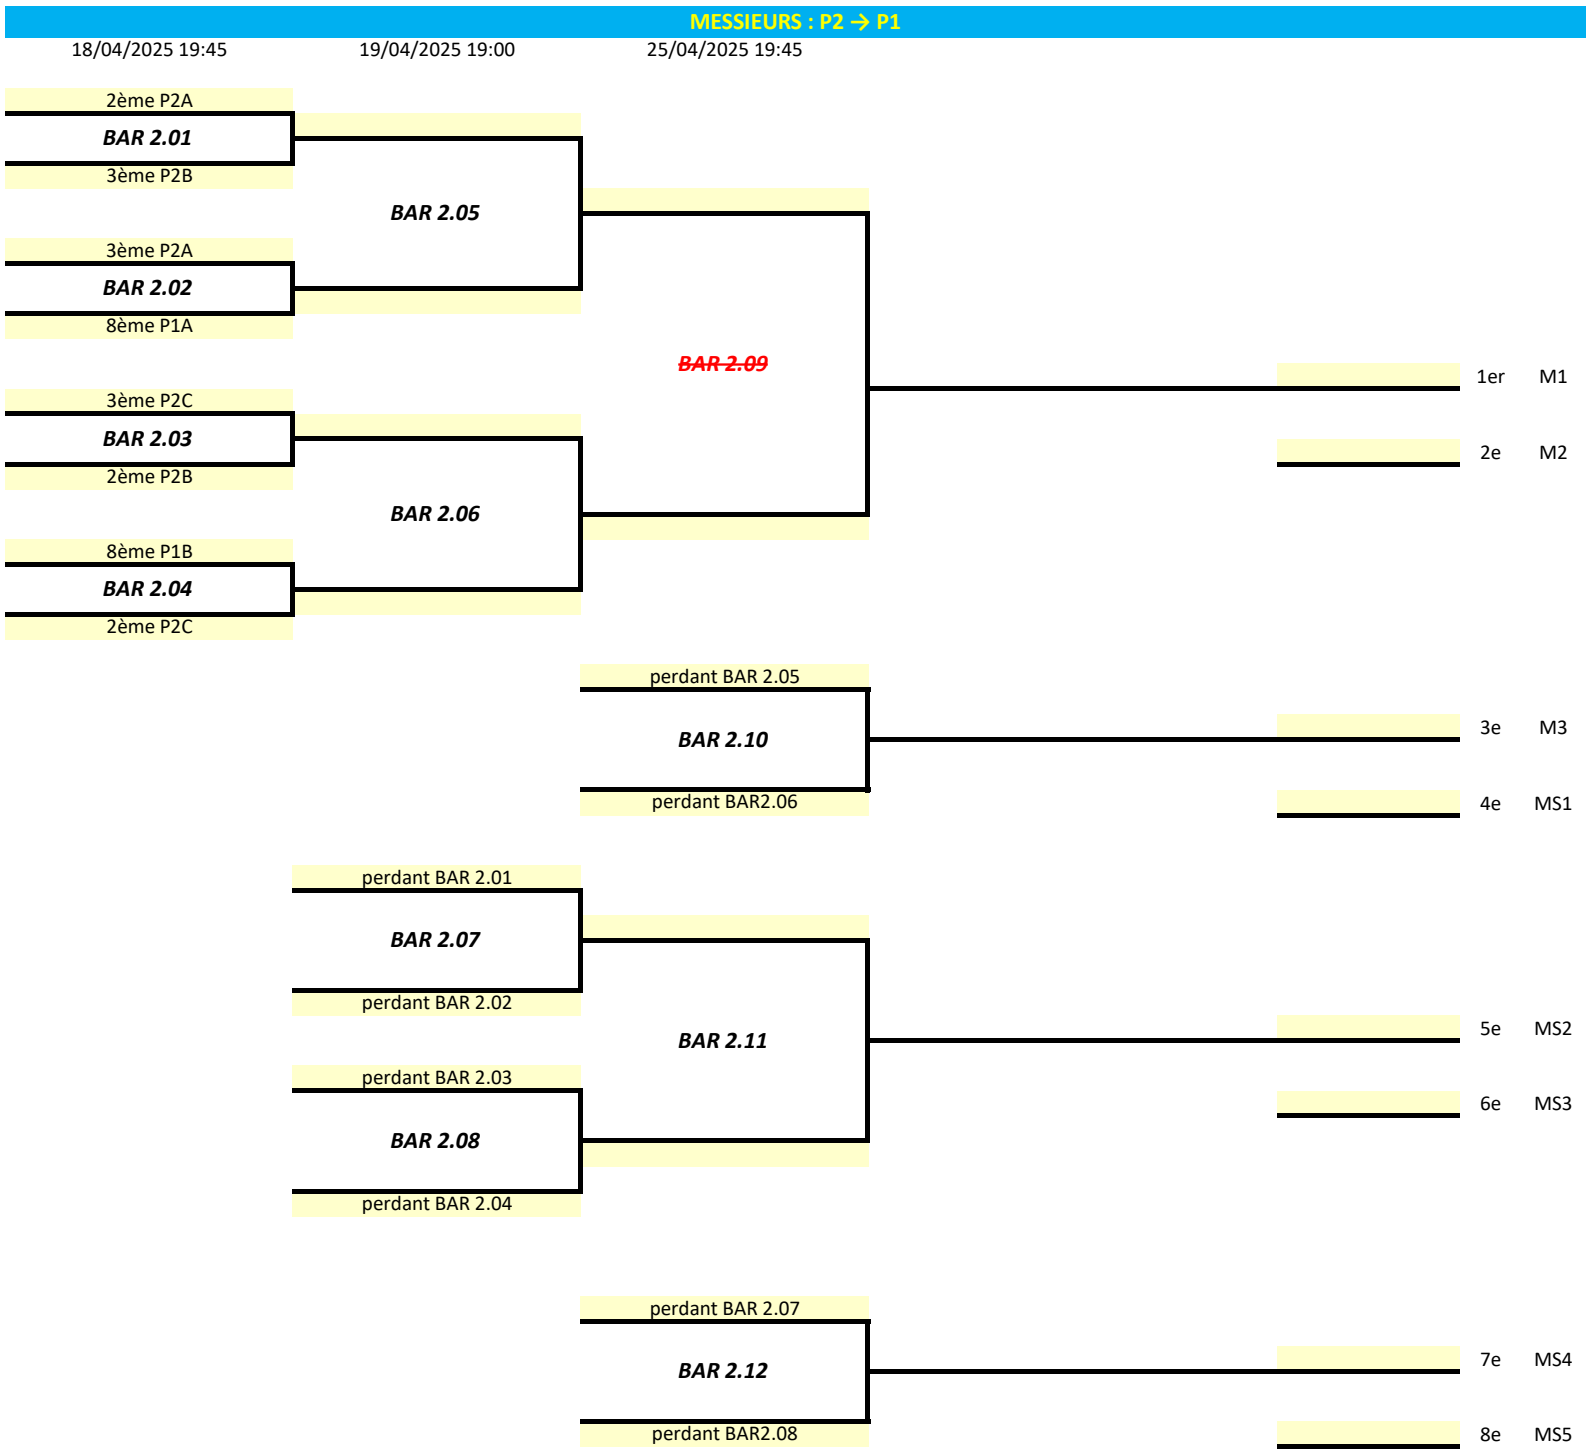 MESSIEURS : P2 → P1
18/04/2025 19:45 19/04/2025 19:00 25/04/2025 19:45
2ème P2A
BAR 2.01
3ème P2B
BAR 2.05
3ème P2A
BAR 2.02
8ème P1A
BAR 2.09
1er M1
3ème P2C
BAR 2.03
2e M2
2ème P2B
BAR 2.06
8ème P1B
BAR 2.04
2ème P2C
perdant BAR 2.05
3e M3
BAR 2.10
perdant BAR2.06
4e MS1
perdant BAR 2.01
BAR 2.07
perdant BAR 2.02
5e MS2
BAR 2.11
perdant BAR 2.03
6e MS3
BAR 2.08
perdant BAR 2.04
perdant BAR 2.07
7e MS4
BAR 2.12
perdant BAR2.08
8e MS5